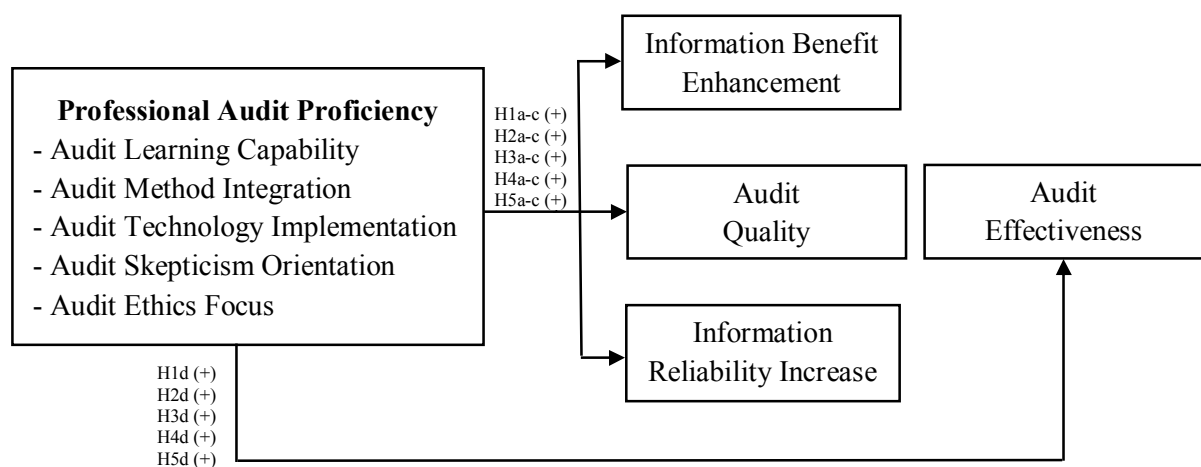 Professional Audit Proficiency
- Audit Learning Capability
- Audit Method Integration
- Audit Technology Implementation
- Audit Skepticism Orientation
- Audit Ethics Focus
H1a-c (+)
H2a-c (+)
H3a-c (+)
H4a-c (+)
H5a-c (+)
Information Benefit
Enhancement
Audit
Quality
Information
Reliability Increase
Audit
Effectiveness
H1d (+)
H2d (+)
H3d (+)
H4d (+)
H5d (+)